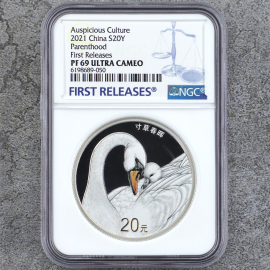 Auspicious Culture
2021 China S20Y
Parenthood
First Releases
PF 69 ULTRA CAMEO
6198689-050
NGC
FIRST RELEASES®
寸草春晖
20元